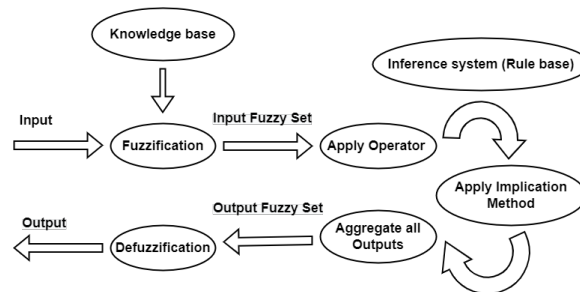 Knowledge base
Inference system (Rule base)
Input
Input Fuzzy Set
Fuzzification
Apply Operator
Apply Implication
Method
Output
Output Fuzzy Set
Defuzzification
Aggregate all
Outputs